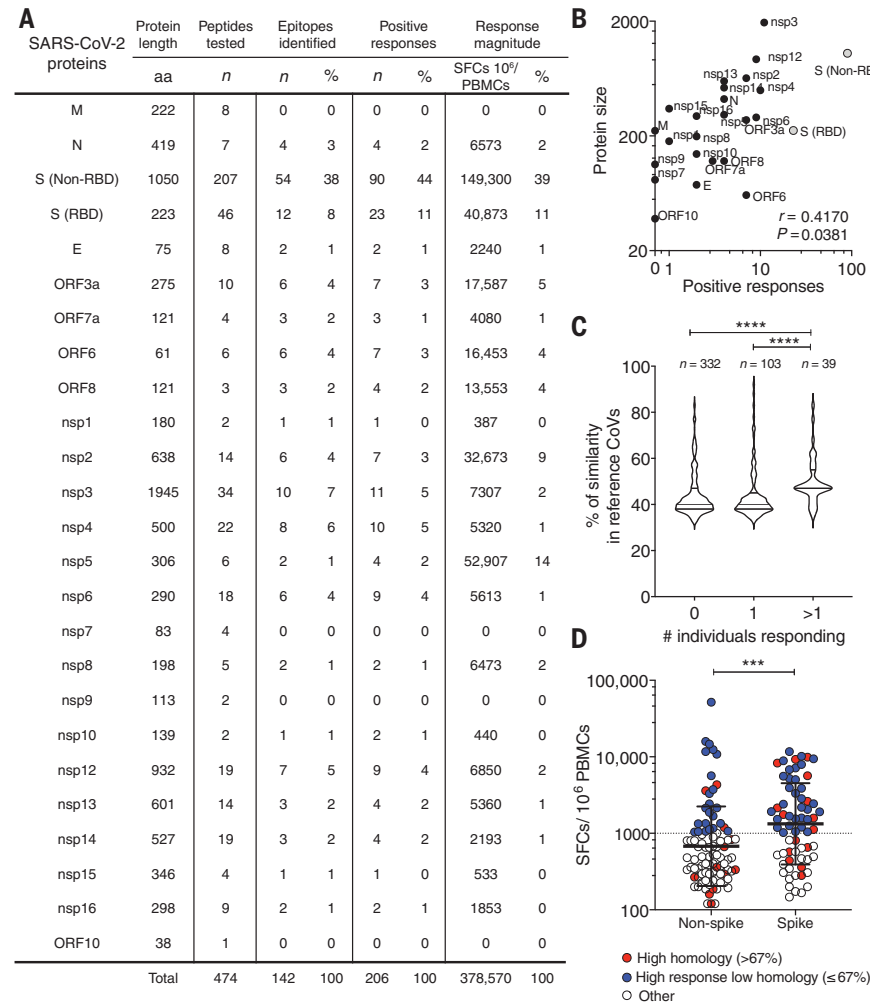 A
SARS-CoV-2 proteins
Protein length
Peptides tested
Epitopes identified
Positive responses
Response magnitude
aa n n % n % SFCs 10⁶/ PBMCs %
M 222 8 0 0 0 0 0 0
N 419 7 4 3 4 2 6573 2
S (Non-RBD) 1050 207 54 38 90 44 149,300 39
S (RBD) 223 46 12 8 23 11 40,873 11
E 75 8 2 1 2 1 2240 1
ORF3a 275 10 6 4 7 3 17,587 5
ORF7a 121 4 3 2 3 1 4080 1
ORF6 61 6 6 4 7 3 16,453 4
ORF8 121 3 3 2 4 2 13,553 4
nsp1 180 2 1 1 1 0 387 0
nsp2 638 14 6 4 7 3 32,673 9
nsp3 1945 34 10 7 11 5 7307 2
nsp4 500 22 8 6 10 5 5320 1
nsp5 306 6 2 1 4 2 52,907 14
nsp6 290 18 6 4 9 4 5613 1
nsp7 83 4 0 0 0 0 0 0
nsp8 198 5 2 1 2 1 6473 2
nsp9 113 2 0 0 0 0 0 0
nsp10 139 2 1 1 2 1 440 0
nsp12 932 19 7 5 9 4 6850 2
nsp13 601 14 3 2 4 2 5360 1
nsp14 527 19 3 2 4 2 2193 1
nsp15 346 4 1 1 1 0 533 0
nsp16 298 9 2 1 2 1 1853 0
ORF10 38 1 0 0 0 0 0 0
Total 474 142 100 206 100 378,570 100
B
Protein size
2000
200
20
nsp3
nsp12
S (Non-RB
nsp13
nsp2
nsp14
nsp4
N
nsp15
nsp16
M
nsp5
nsp6
ORF3a
S (RBD)
nsp1
nsp8
nsp9
nsp10
ORF8
nsp7
ORF7a
E
ORF6
ORF10
r = 0.4170
P = 0.0381
0 1 10 100
Positive responses
C
****
****
n = 332 n = 103 n = 39
% of similarity
in reference CoVs
100
80
60
40
20
0
0 1 >1
# individuals responding
D
***
SFCs/ 10⁶ PBMCs
100,000
10,000
1000
100
Non-spike Spike
High homology (>67%)
High response low homology (≤67%)
Other